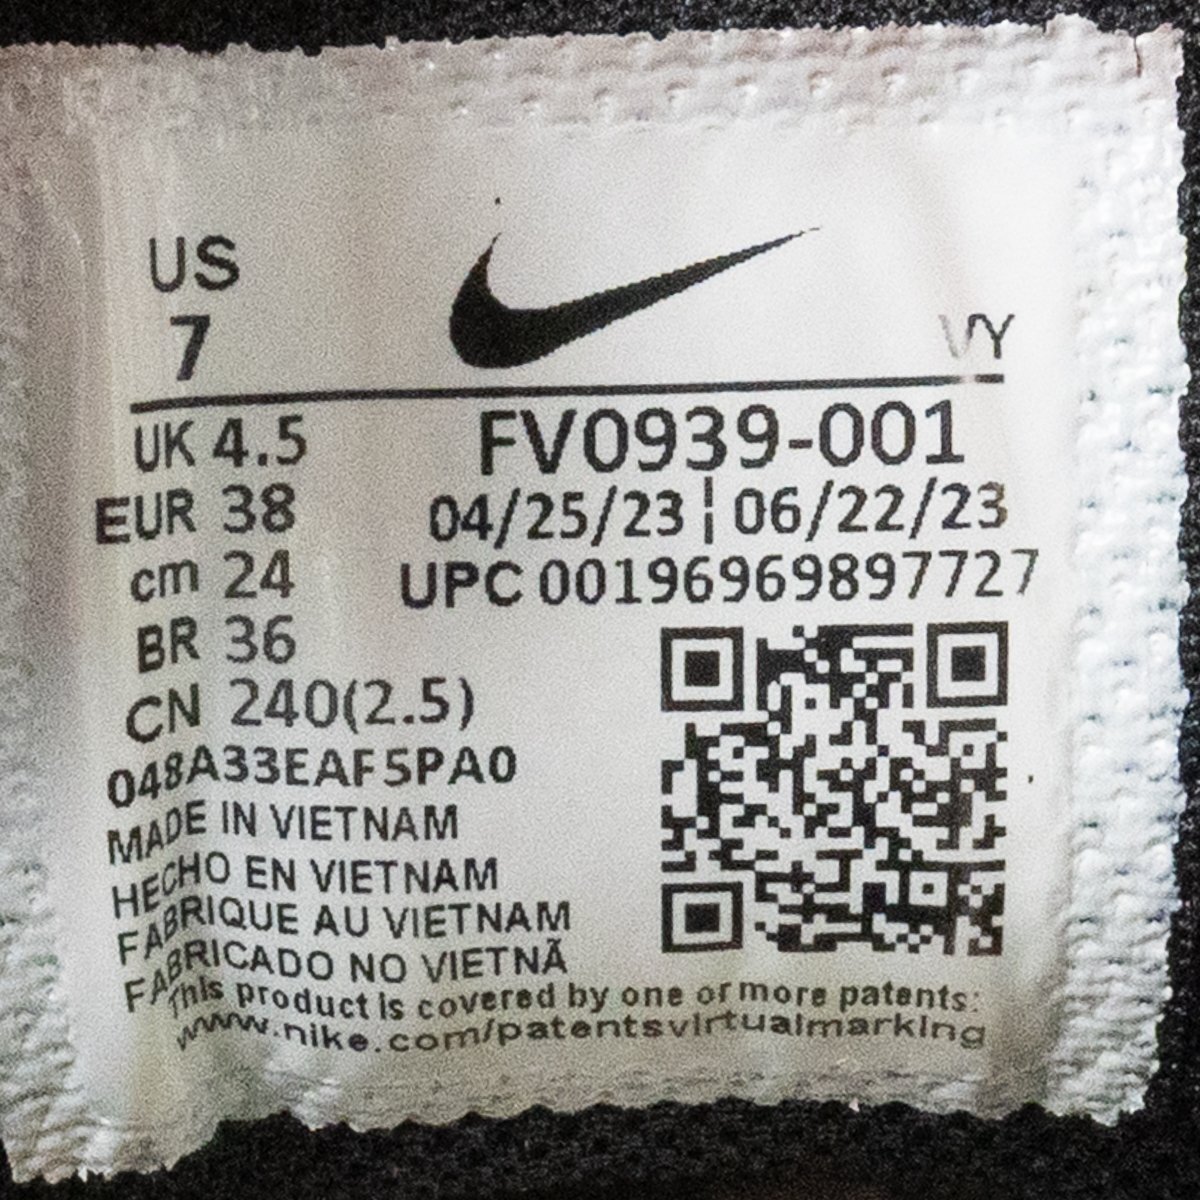 US
7
VY
UK 4.5
FV0939-001
EUR 38
04/25/23 ¦ 06/22/23
cm 24
UPC 00196969897727
BR 36
CN 240(2.5)
048A33EAF5PA0
MADE IN VIETNAM
HECHO EN VIETNAM
FABRIQUE AU VIETNAM
FABRICADO NO VIETNÃ
This product is covered by one or more patents:
www.nike.com/patentsvirtualmarking